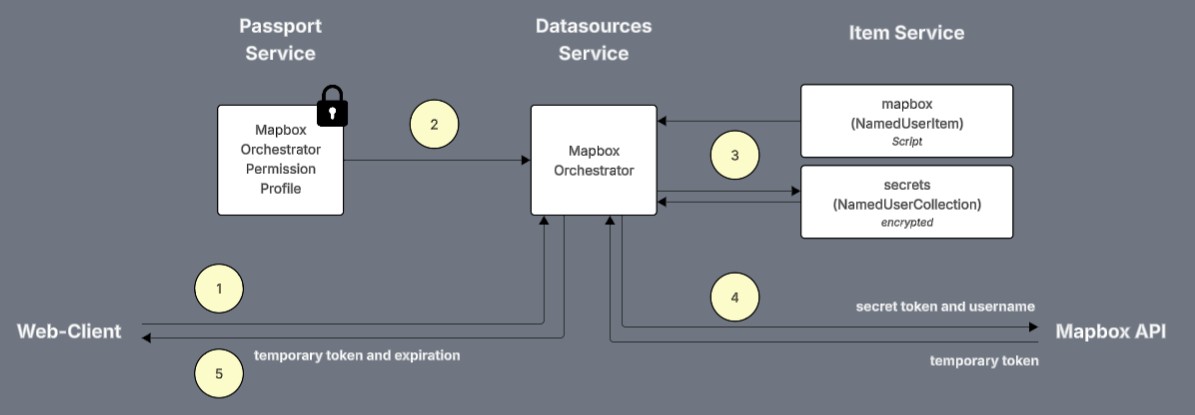 Passport
Service
Datasources
Service
Item Service
Mapbox
Orchestrator
Permission
Profile
2
Mapbox
Orchestrator
mapbox
(NamedUserItem)
Script
3
secrets
(NamedUserCollection)
encrypted
1
4
secret token and username
Web-Client
Mapbox API
temporary token and expiration
temporary token
5